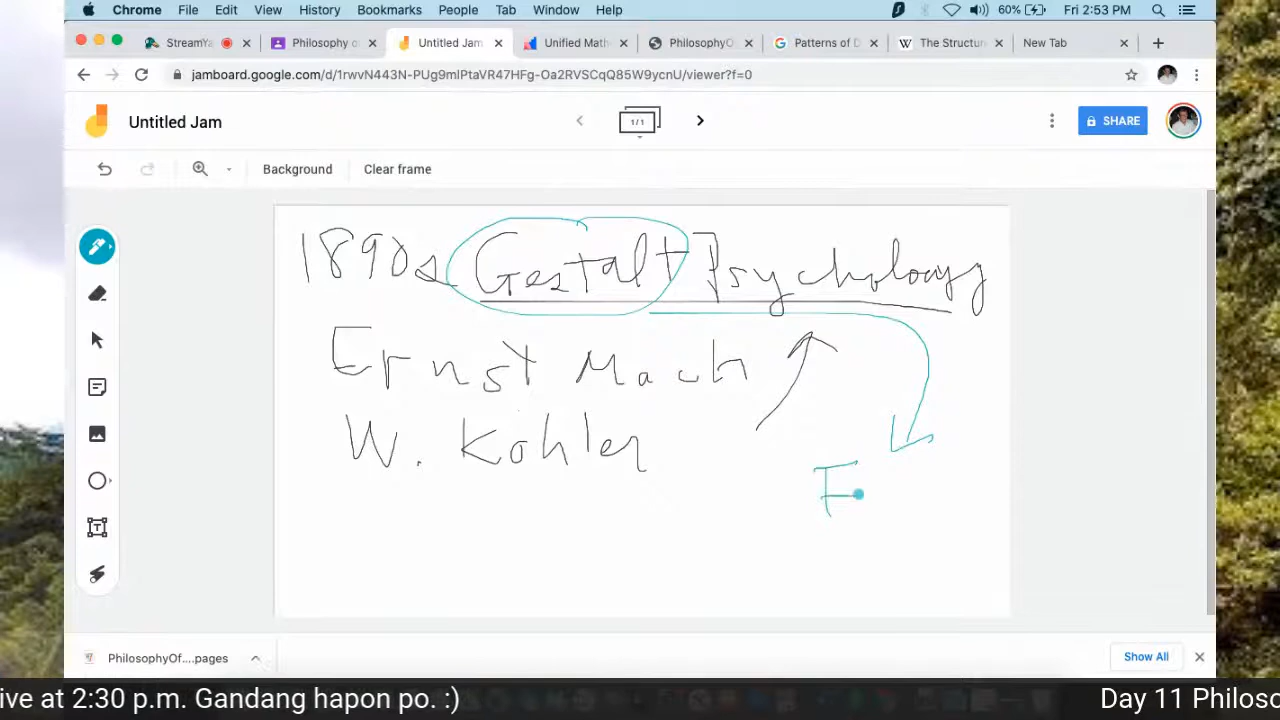 Chrome File Edit View History Bookmarks People Tab Window Help 60% Fri 2:53 PM
StreamYa Philosophy o Untitled Jam Unified Math PhilosophyO Patterns of D The Structur New Tab
jamboard.google.com/d/1rwvN443N-PUg9mlPtaVR47HFg-Oa2RVSCqQ85W9ycnU/viewer?f=0
Untitled Jam 1/1 SHARE
Background Clear frame
1890s Gestalt Psychology
Ernst Mach
W. Kohler
F
PhilosophyOf....pages Show All
ive at 2:30 p.m. Gandang hapon po. :) Day 11 Philoso